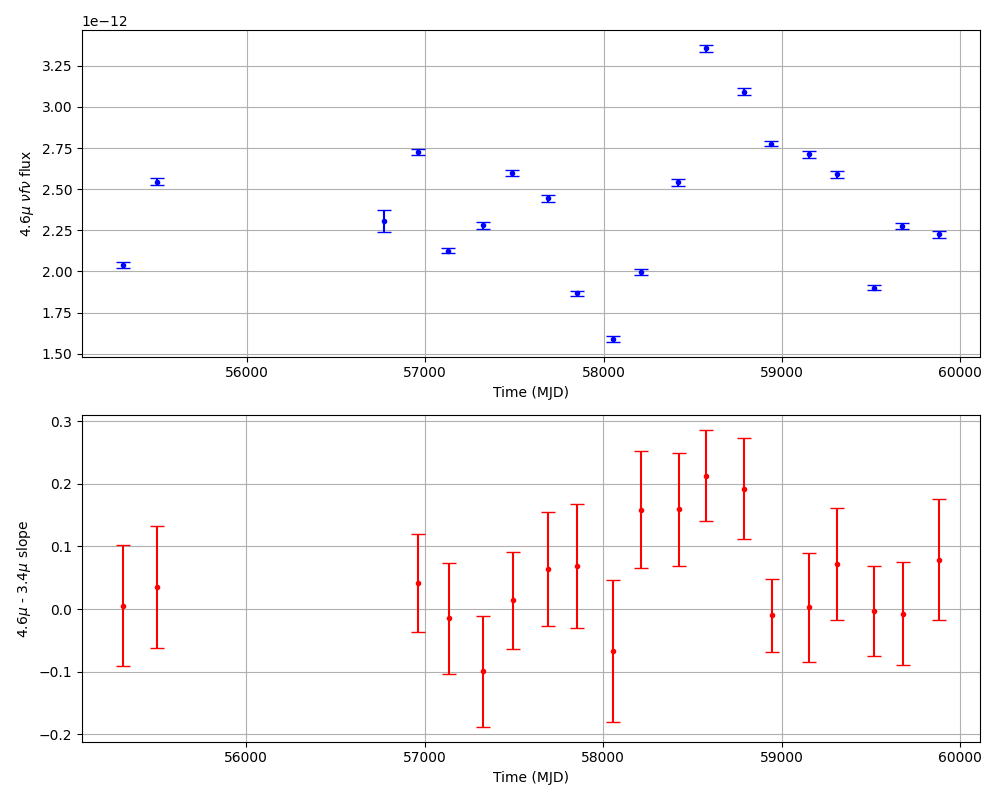 1e−12
3.25
3.00
2.75
2.50
2.25
2.00
1.75
1.50
4.6μ νfν flux
56000 57000 58000 59000 60000
Time (MJD)
0.3
0.2
0.1
0.0
−0.1
−0.2
4.6μ - 3.4μ slope
56000 57000 58000 59000 60000
Time (MJD)